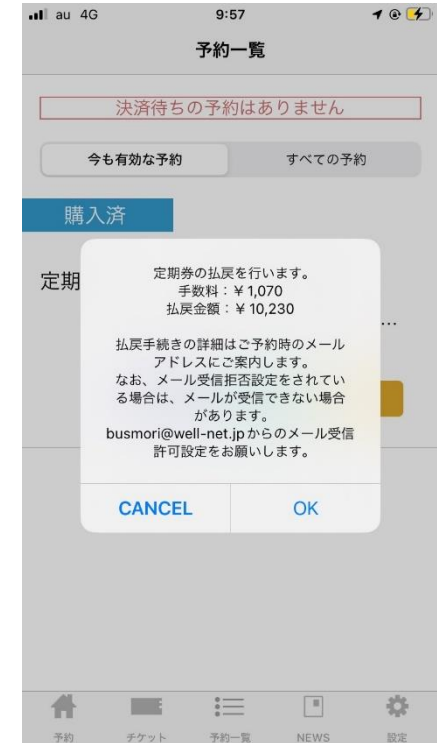 au 4G 9:57
予約一覧
決済待ちの予約はありません
今も有効な予約 すべての予約
購入済
定期
...
定期券の払戻を行います。
手数料：￥1,070
払戻金額：￥10,230
払戻手続きの詳細はご予約時のメール
アドレスにご案内します。
なお、メール受信拒否設定をされてい
る場合は、メールが受信できない場合
があります。
busmori@well-net.jpからのメール受信
許可設定をお願いします。
CANCEL OK
予約 チケット 予約一覧 NEWS 設定